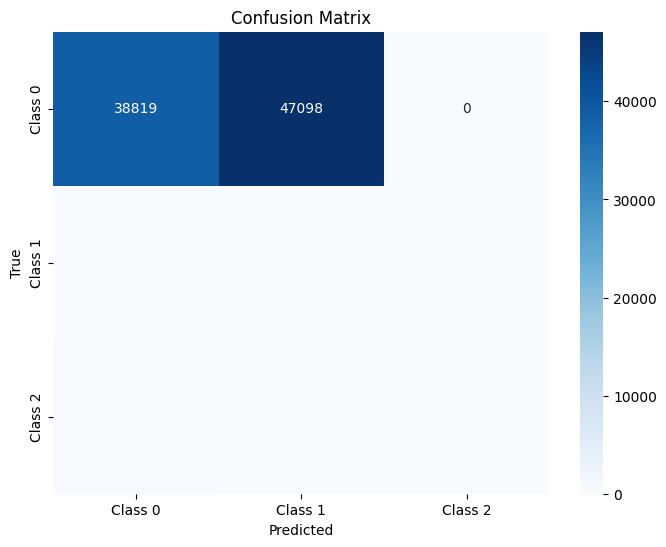 Confusion Matrix
Class 0
38819 47098 0
Class 1
Class 2
True
Class 0 Class 1 Class 2
Predicted
40000
30000
20000
10000
0